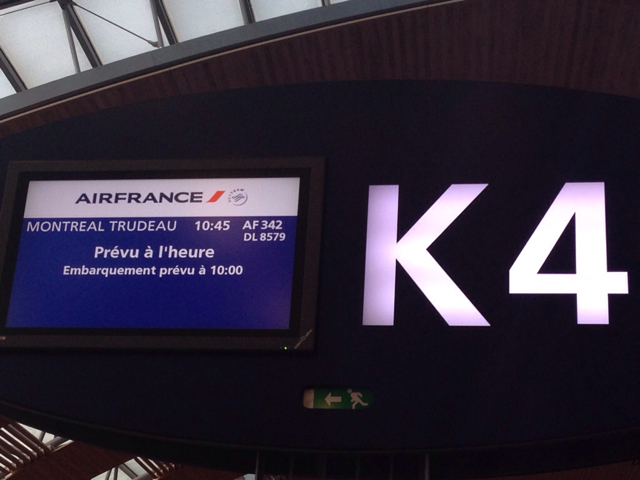 AIRFRANCE
MONTREAL TRUDEAU 10:45 AF 342
DL 8579
Prévu à l'heure
Embarquement prévu à 10:00
K4